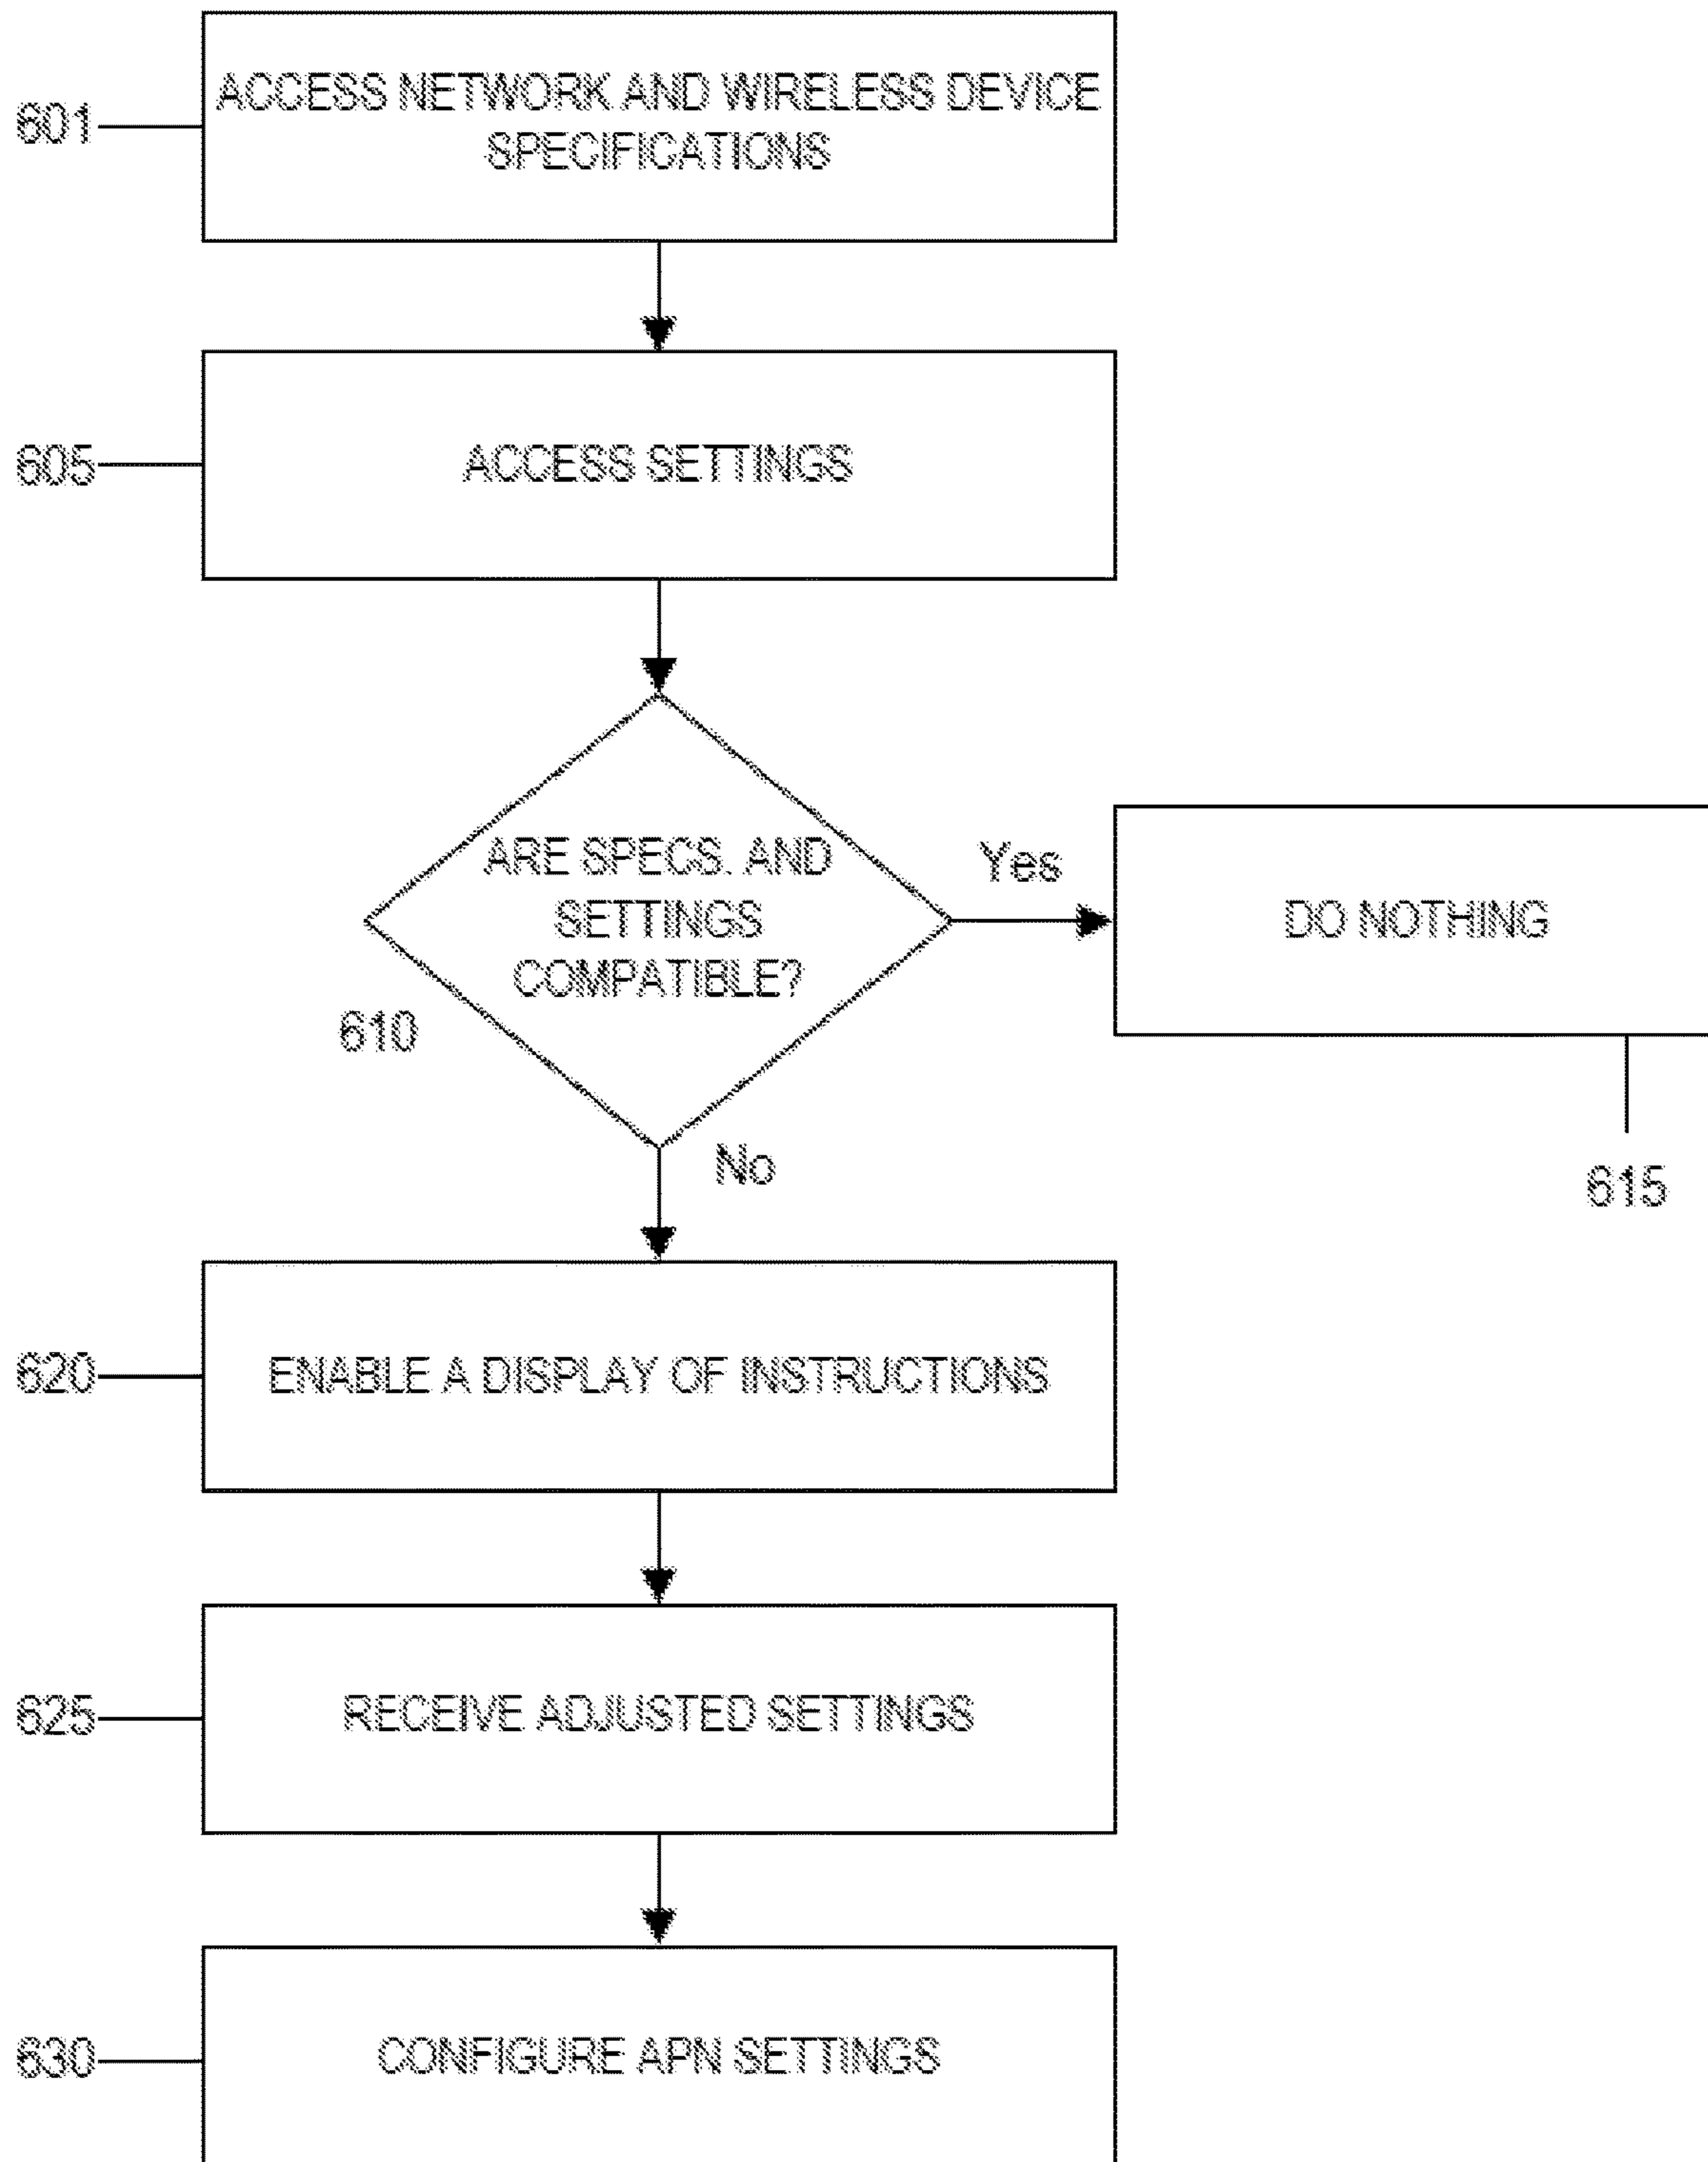 601
ACCESS NETWORK AND WIRELESS DEVICE
SPECIFICATIONS
605
ACCESS SETTINGS
ARE SPECS. AND
SETTINGS
COMPATIBLE?
610
Yes
DO NOTHING
615
No
620
ENABLE A DISPLAY OF INSTRUCTIONS
625
RECEIVE ADJUSTED SETTINGS
630
CONFIGURE APN SETTINGS